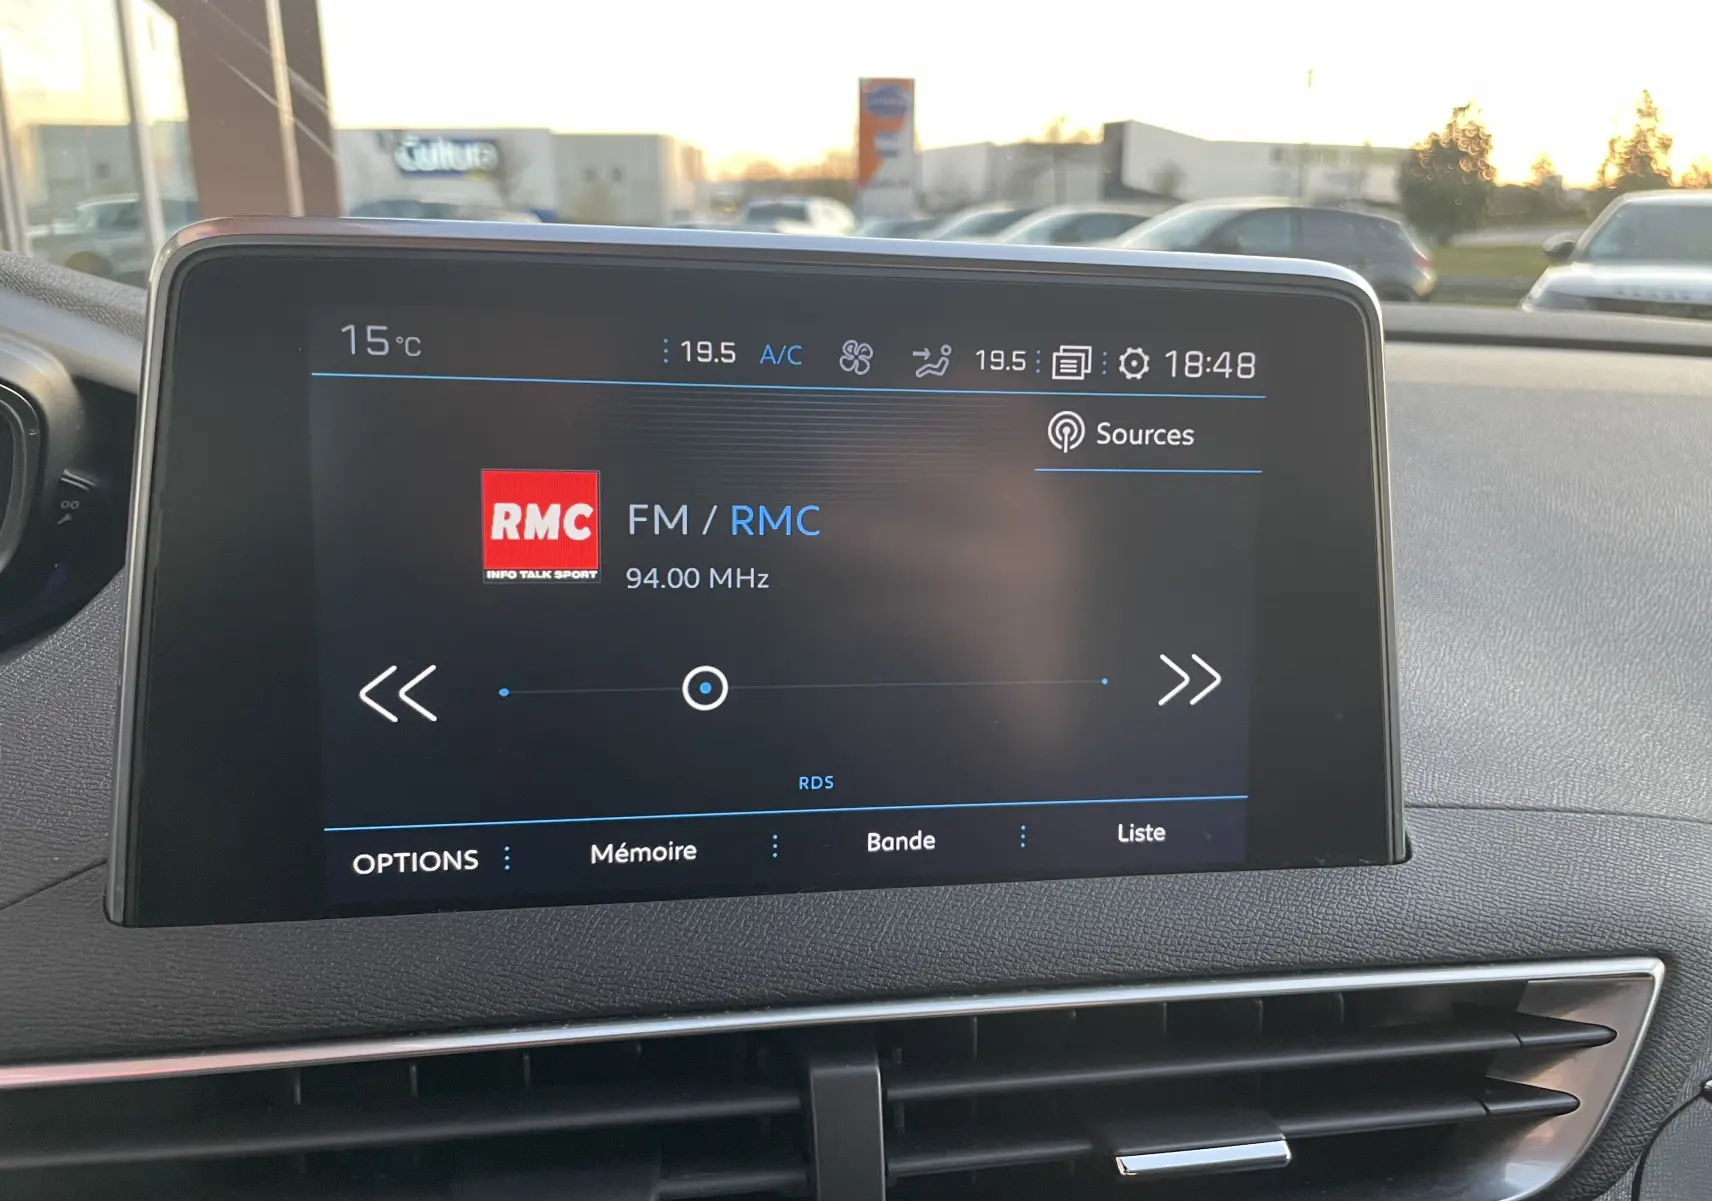 Cultura
15°C
19.5 A/C 19.5 18:48
Sources
RMC
INFO TALK SPORT
FM / RMC
94.00 MHz
RDS
OPTIONS Mémoire Bande Liste